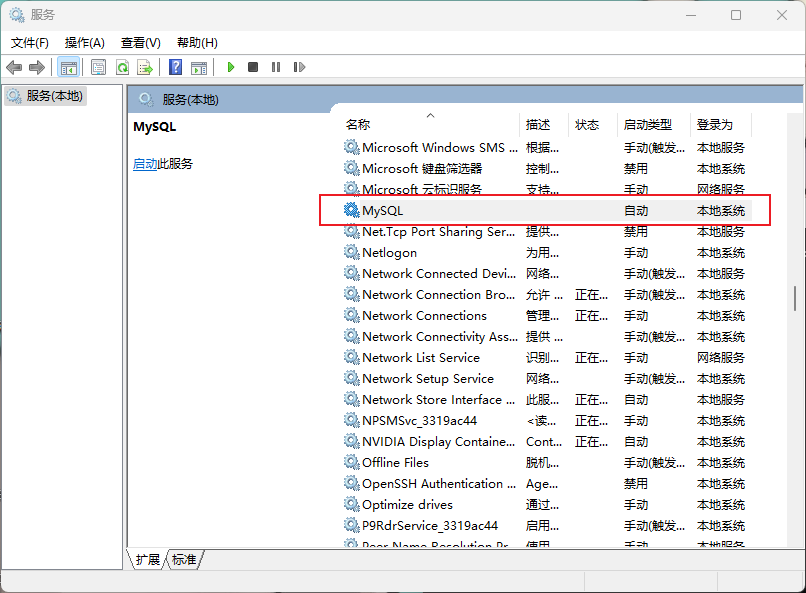 服务
文件(F) 操作(A) 查看(V) 帮助(H)
服务(本地)
服务(本地)
MySQL
启动此服务
名称 描述 状态 启动类型 登录为
Microsoft Windows SMS ... 根据... 手动(触发... 本地服务
Microsoft 键盘筛选器 控制... 禁用 本地系统
Microsoft 云标识服务 支持... 手动 网络服务
MySQL 自动 本地系统
Net.Tcp Port Sharing Ser... 提供... 禁用 本地服务
Netlogon 为用... 手动 本地系统
Network Connected Devi... 网络... 手动(触发... 本地服务
Network Connection Bro... 允许 ... 正在... 手动(触发... 本地系统
Network Connections 管理... 正在... 手动 本地系统
Network Connectivity Ass... 提供 ... 手动(触发... 本地系统
Network List Service 识别... 正在... 手动 网络服务
Network Setup Service 网络... 手动(触发... 本地系统
Network Store Interface ... 此服... 正在... 自动 本地服务
NPSMSvc_3319ac44 <读... 正在... 手动 本地系统
NVIDIA Display Containe... Cont... 正在... 自动 本地系统
Offline Files 脱机... 手动(触发... 本地系统
OpenSSH Authentication ... Age... 禁用 本地系统
Optimize drives 通过... 手动 本地系统
P9RdrService_3319ac44 启用... 手动(触发... 本地系统
Peer Name Resolution Pr... 使用... 手动 本地服务
扩展 标准